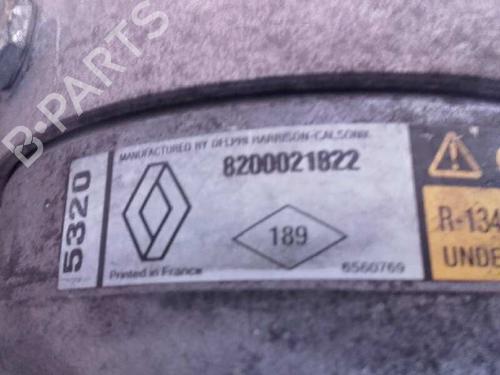 B-PARTS
MANUFACTURED BY DELPHI HARRISON-CALSONIC
8200021822
5320
189
Printed in France
6560769
R-134
UNDE